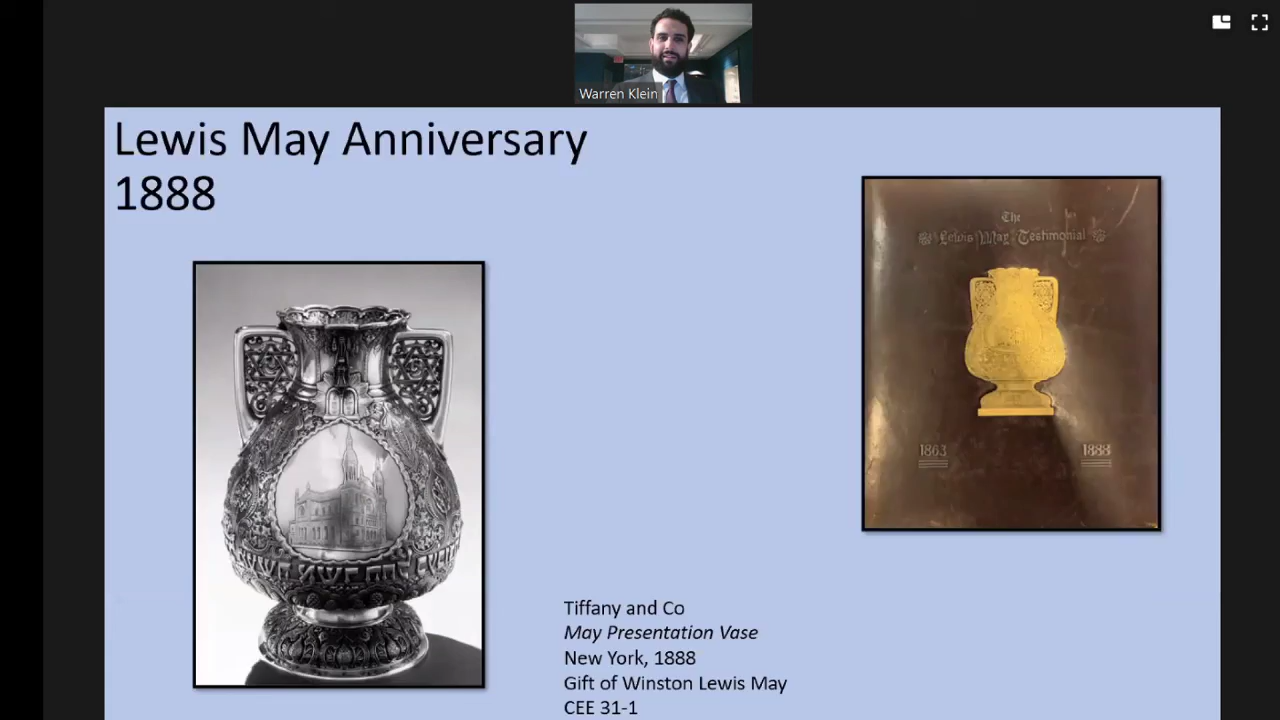 Warren Klein
Lewis May Anniversary
1888
The
Lewis May Testimonial
1863
1888
Tiffany and Co
May Presentation Vase
New York, 1888
Gift of Winston Lewis May
CEE 31-1